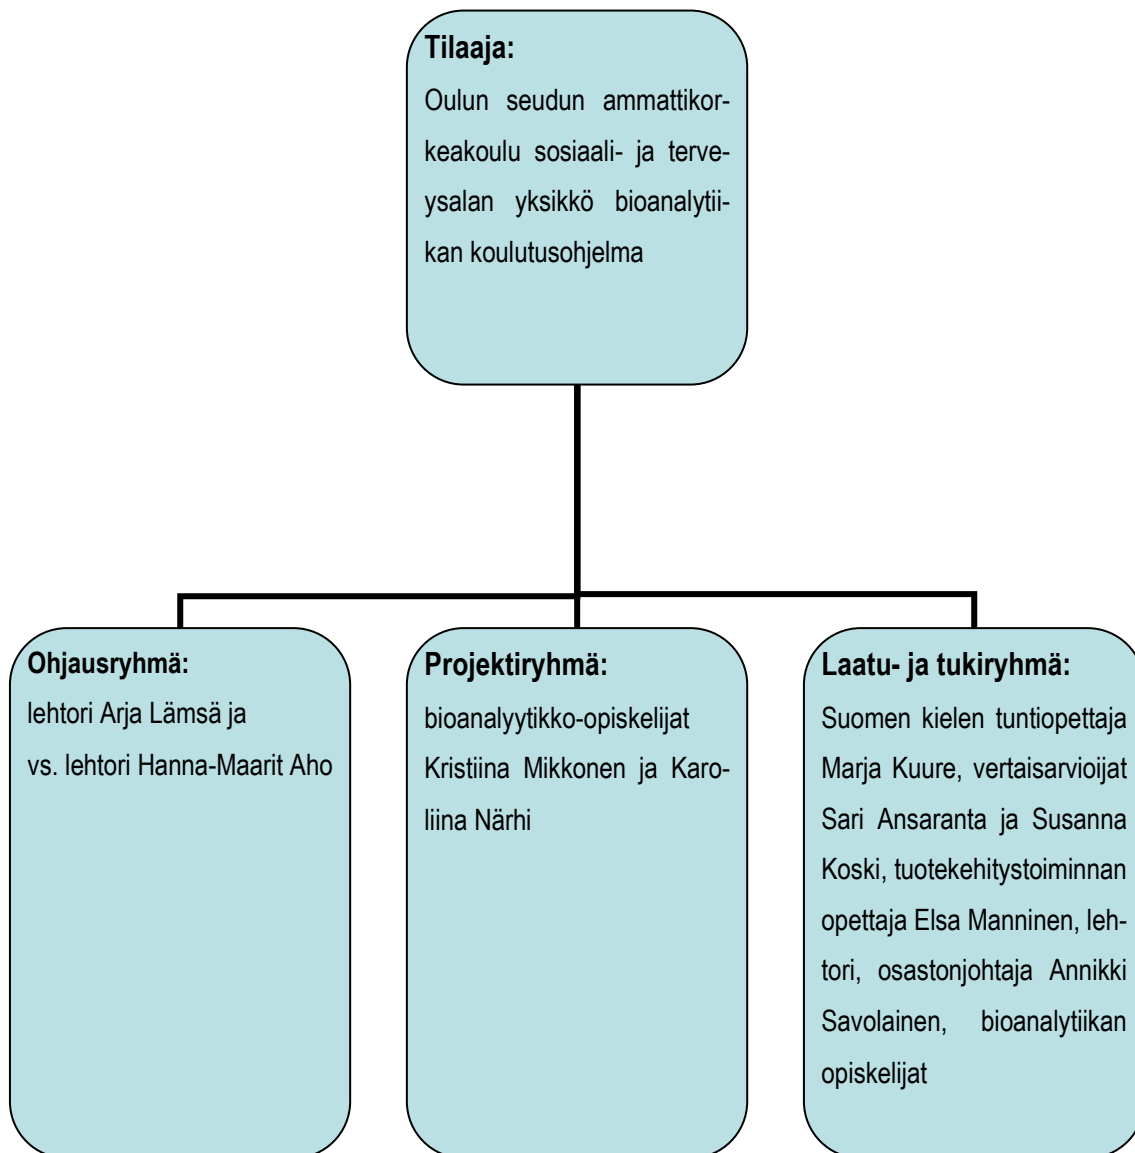 Tilaaja:
Oulun seudun ammattikor-
keakoulu sosiaali- ja terve-
ysalan yksikkö bioanalytii-
kan koulutusohjelma
Ohjausryhmä:
lehtori Arja Lämsä ja
vs. lehtori Hanna-Maarit Aho
Projektiryhmä:
bioanalyytikko-opiskelijat
Kristiina Mikkonen ja Karo-
liina Närhi
Laatu- ja tukiryhmä:
Suomen kielen tuntiopettaja
Marja Kuure, vertaisarvioijat
Sari Ansaranta ja Susanna
Koski, tuotekehitystoiminnan
opettaja Elsa Manninen, leh-
tori, osastonjohtaja Annikki
Savolainen, bioanalytiikan
opiskelijat